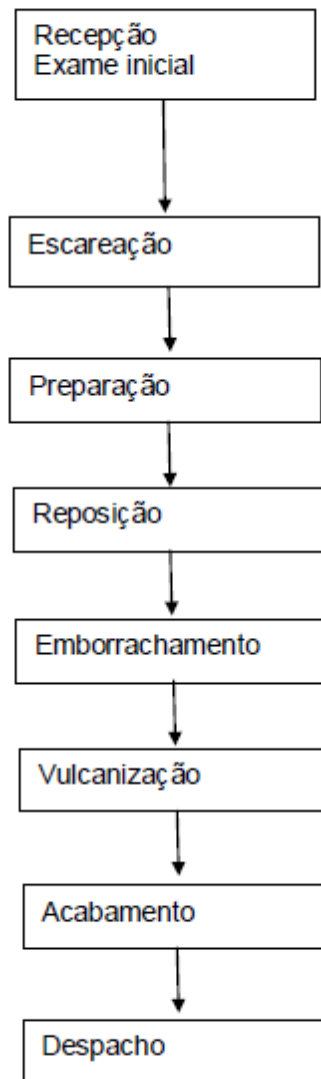 Recepção
Exame inicial
Escareação
Preparação
Reposição
Emborrachamento
Vulcanização
Acabamento
Despacho